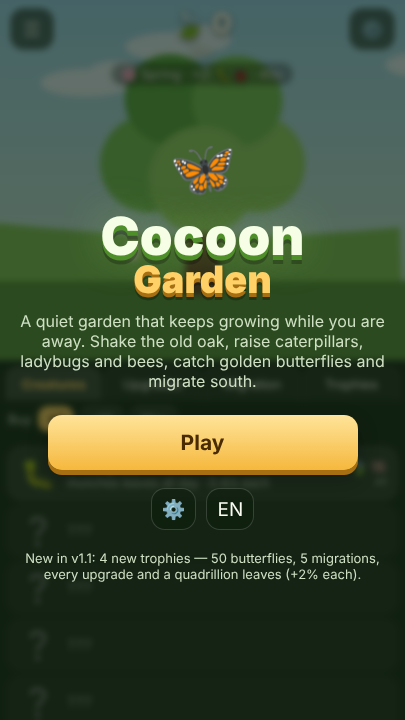 Cocoon
Garden
A quiet garden that keeps growing while you are
away. Shake the old oak, raise caterpillars,
ladybugs and bees, catch golden butterflies and
migrate south.
Play
EN
New in v1.1: 4 new trophies — 50 butterflies, 5 migrations,
every upgrade and a quadrillion leaves (+2% each).